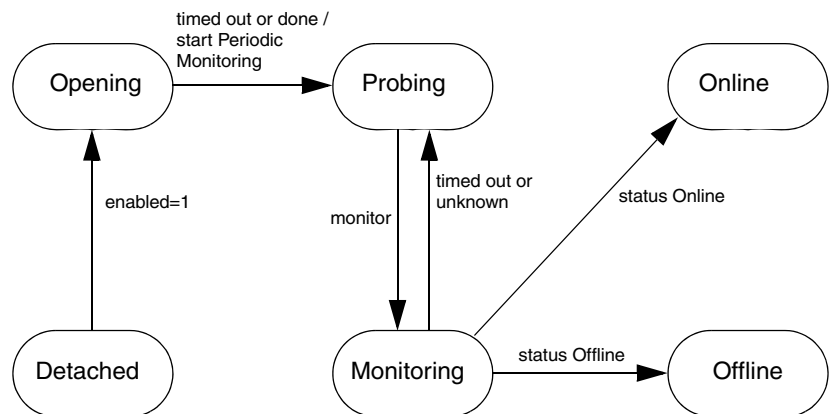 timed out or done /
start Periodic
Monitoring
Opening
Probing
Online
enabled=1
monitor
timed out or
unknown
status Online
Detached
Monitoring
status Offline
Offline